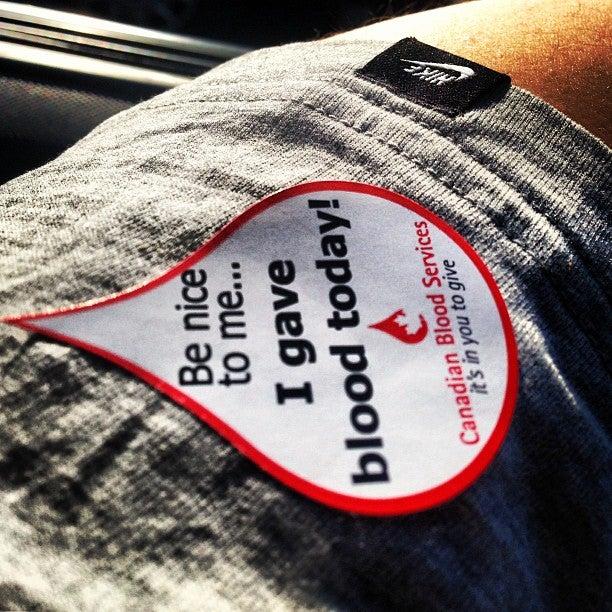 Be nice
to me...
I gave
blood today!
Canadian Blood Services
it's in you to give
NIKE